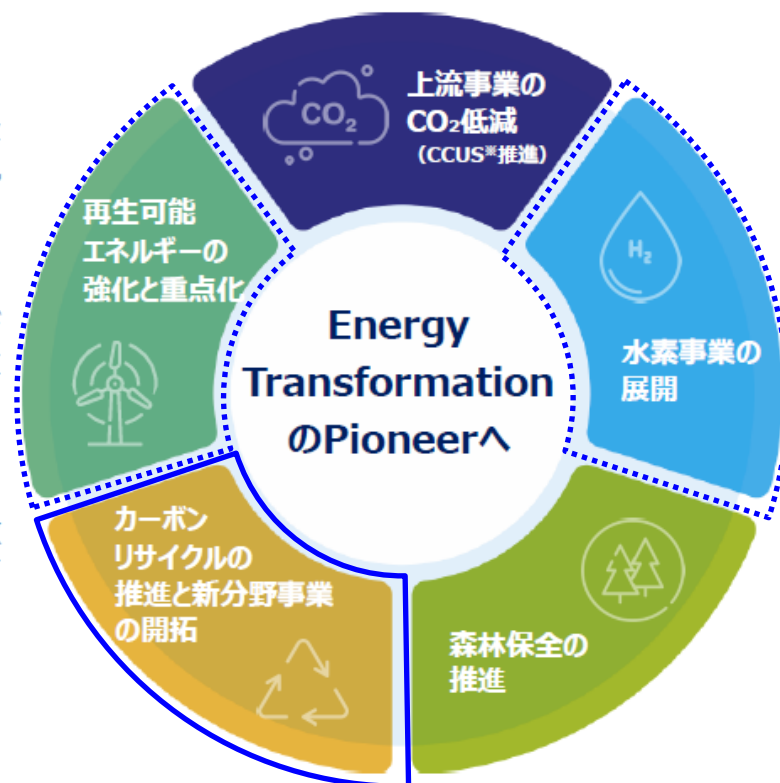 CO₂
上流事業の
CO₂低減
（CCUS※推進）
H₂
水素事業の
展開
森林保全の
推進
カーボン
リサイクルの
推進と新分野事業
の開拓
再生可能
エネルギーの
強化と重点化
Energy
Transformation
のPioneerへ